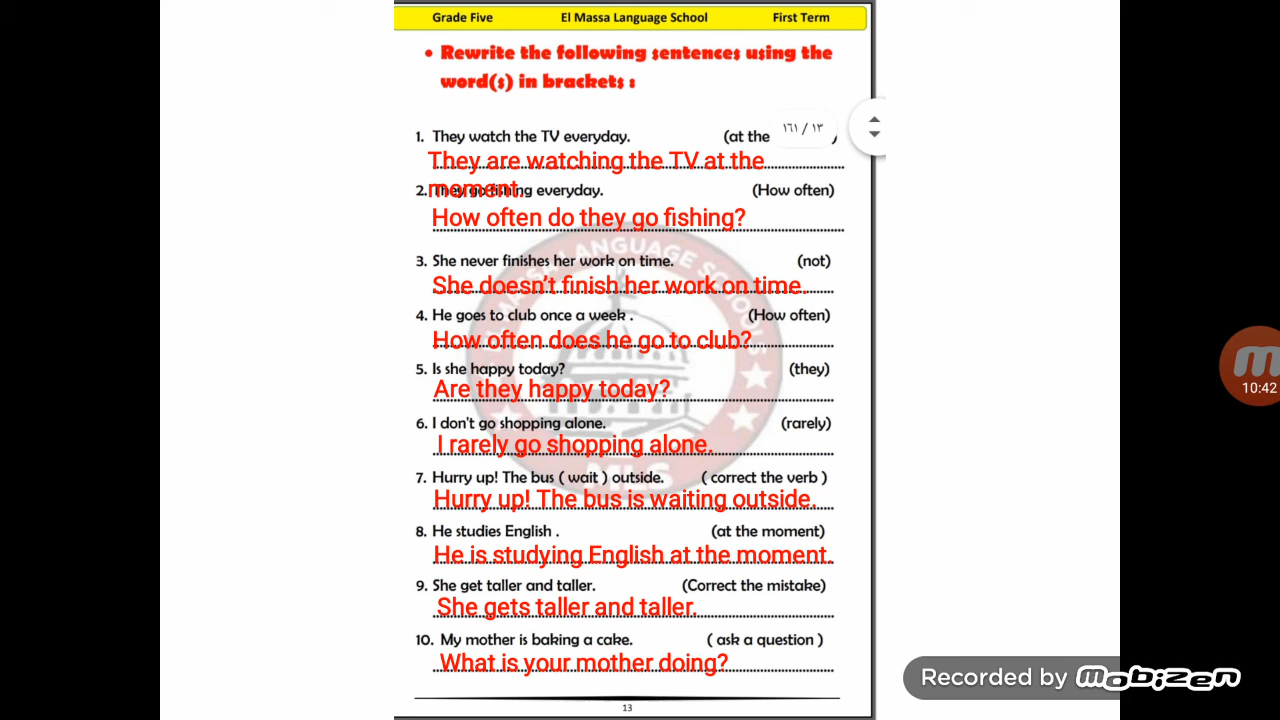 Grade Five El Massa Language School First Term
• Rewrite the following sentences using the
word(s) in brackets :
١٦١ / ١٣
1. They watch the TV everyday. (at the )
They are watching the TV at the
moment.
2. They go fishing everyday. (How often)
How often do they go fishing?
3. She never finishes her work on time. (not)
She doesn't finish her work on time.
4. He goes to club once a week . (How often)
How often does he go to club?
5. Is she happy today? (they)
Are they happy today?
6. I don't go shopping alone. (rarely)
I rarely go shopping alone.
7. Hurry up! The bus ( wait ) outside. ( correct the verb )
Hurry up! The bus is waiting outside.
8. He studies English . (at the moment)
He is studying English at the moment.
9. She get taller and taller. (Correct the mistake)
She gets taller and taller.
10. My mother is baking a cake. ( ask a question )
What is your mother doing?
13
10:42
Recorded by Mobizen